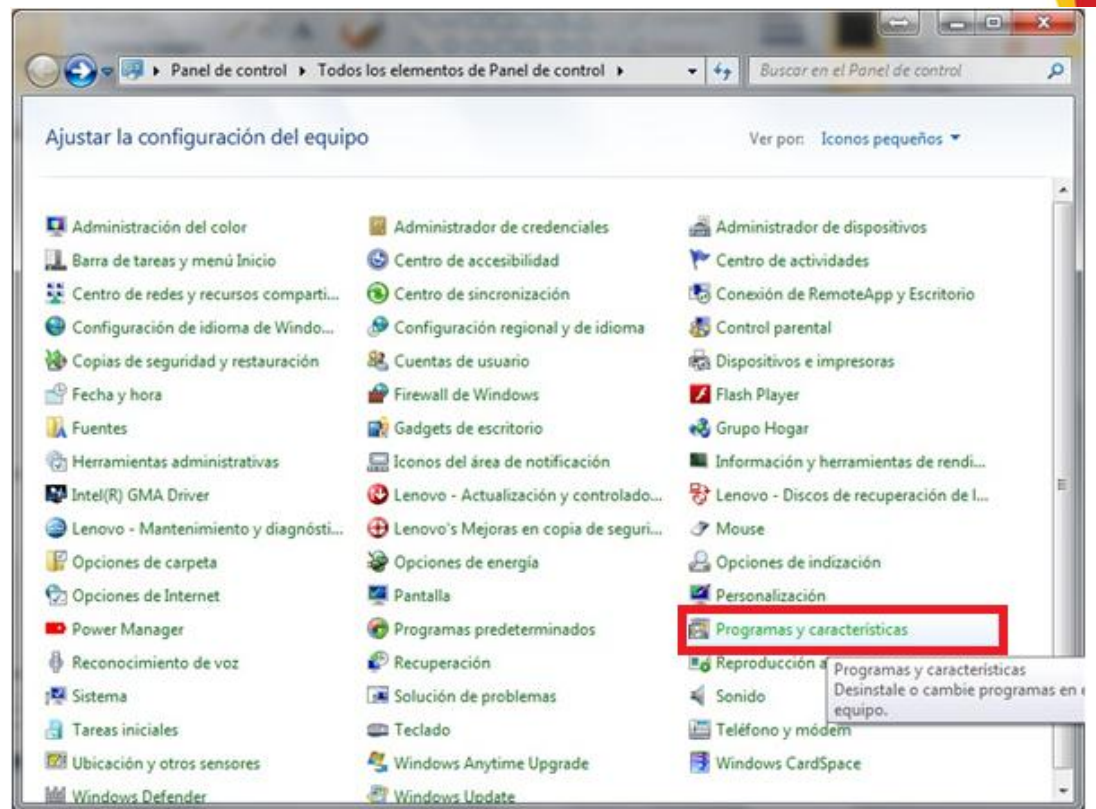 Panel de control ▸ Todos los elementos de Panel de control ▸
Buscar en el Panel de control
Ajustar la configuración del equipo
Ver por: Iconos pequeños
Administración del color
Administrador de credenciales
Administrador de dispositivos
Barra de tareas y menú Inicio
Centro de accesibilidad
Centro de actividades
Centro de redes y recursos comparti...
Centro de sincronización
Conexión de RemoteApp y Escritorio
Configuración de idioma de Windo...
Configuración regional y de idioma
Control parental
Copias de seguridad y restauración
Cuentas de usuario
Dispositivos e impresoras
Fecha y hora
Firewall de Windows
Flash Player
Fuentes
Gadgets de escritorio
Grupo Hogar
Herramientas administrativas
Iconos del área de notificación
Información y herramientas de rendi...
Intel(R) GMA Driver
Lenovo - Actualización y controlado...
Lenovo - Discos de recuperación de l...
Lenovo - Mantenimiento y diagnósti...
Lenovo's Mejoras en copia de seguri...
Mouse
Opciones de carpeta
Opciones de energía
Opciones de indización
Opciones de Internet
Pantalla
Personalización
Power Manager
Programas predeterminados
Programas y características
Reconocimiento de voz
Recuperación
Reproducción a
Programas y características
Desinstale o cambie programas en e
equipo.
Sistema
Solución de problemas
Sonido
Tareas iniciales
Teclado
Teléfono y módem
Ubicación y otros sensores
Windows Anytime Upgrade
Windows CardSpace
Windows Defender
Windows Update